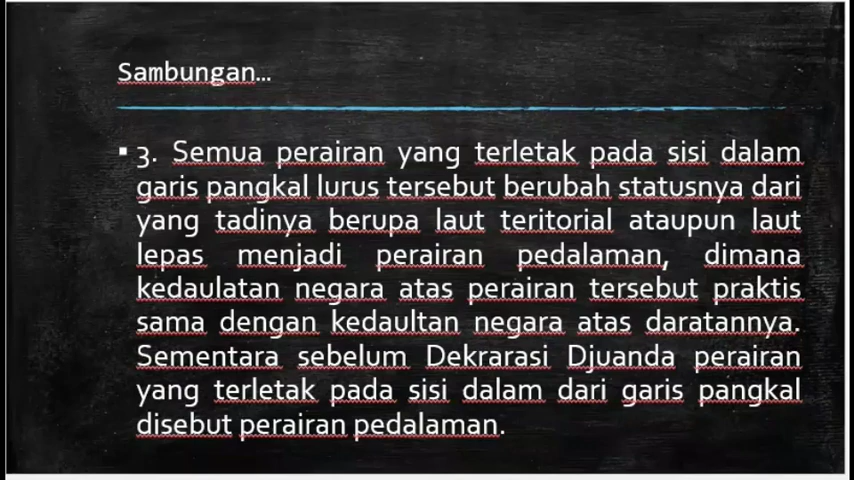 Sambungan...
▪ 3. Semua perairan yang terletak pada sisi dalam
garis pangkal lurus tersebut berubah statusnya dari
yang tadinya berupa laut teritorial ataupun laut
lepas menjadi perairan pedalaman, dimana
kedaulatan negara atas perairan tersebut praktis
sama dengan kedaultan negara atas daratannya.
Sementara sebelum Dekrarasi Djuanda perairan
yang terletak pada sisi dalam dari garis pangkal
disebut perairan pedalaman.